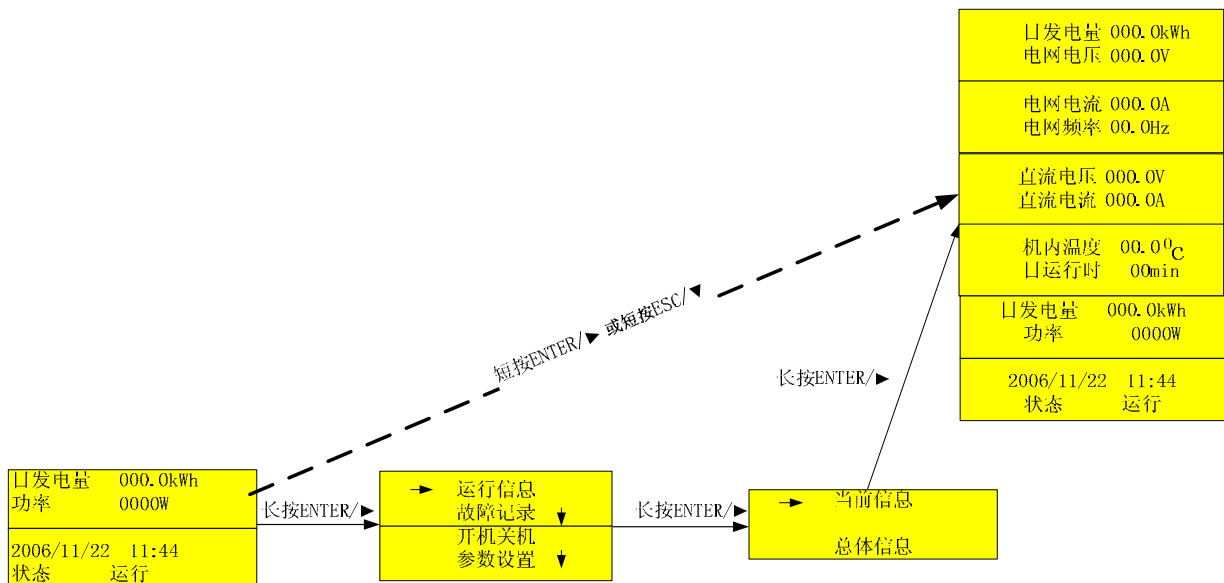 日发电量 000.0kWh
电网电压 000.0V
电网电流 000.0A
电网频率 00.0Hz
直流电压 000.0V
直流电流 000.0A
机内温度 00.0⁰C
日运行时 00min
日发电量 000.0kWh
功率 0000W
2006/11/22 11:44
状态 运行
短按ENTER/▶ 或短按ESC/◀
长按ENTER/▶
日发电量 000.0kWh
功率 0000W
2006/11/22 11:44
状态 运行
长按ENTER/▶
→ 运行信息
故障记录 ↓
开机关机
参数设置 ↓
长按ENTER/▶
→ 当前信息
总体信息